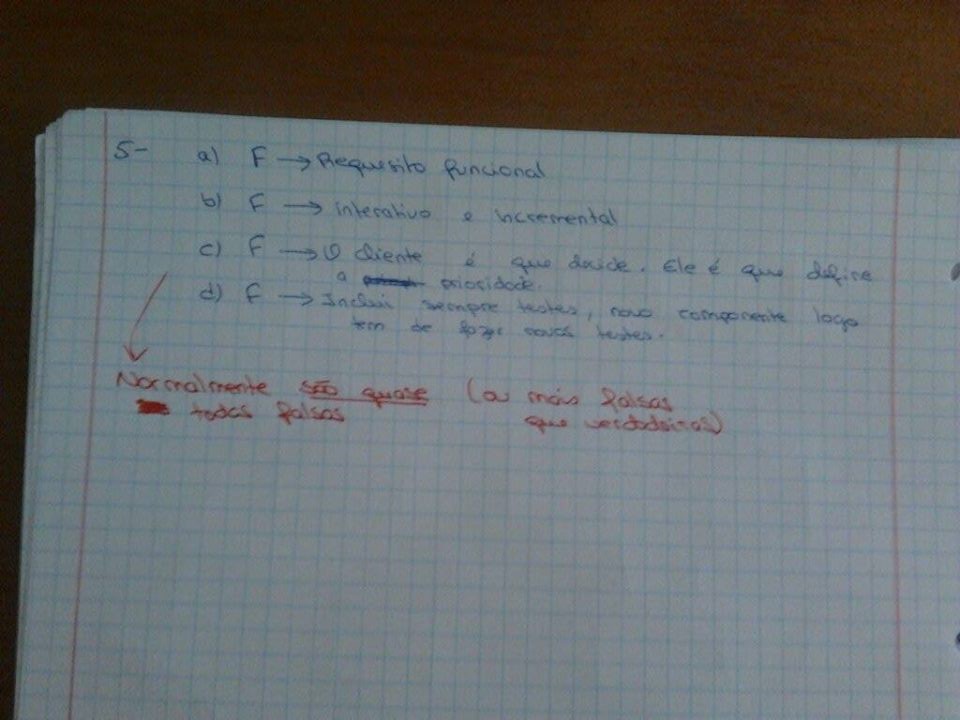 5- a) F → Requisito funcional
b) F → interativo e incremental
c) F → O cliente é que decide. Ele é que define
a prioridade.
d) F → Inclui sempre testes, novo componente logo
tem de fazer novos testes.
Normalmente são quase (ou mais falsas
todas falsas que verdadeiras)